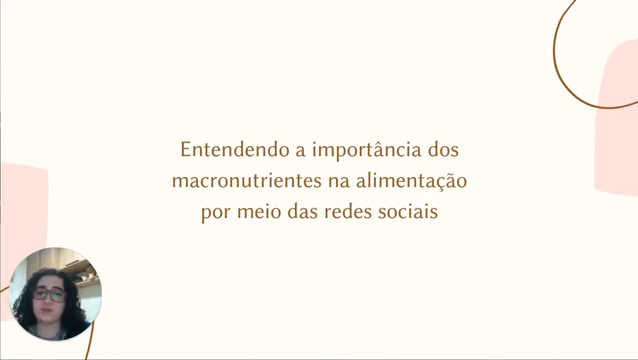 Entendendo a importância dos
macronutrientes na alimentação
por meio das redes sociais